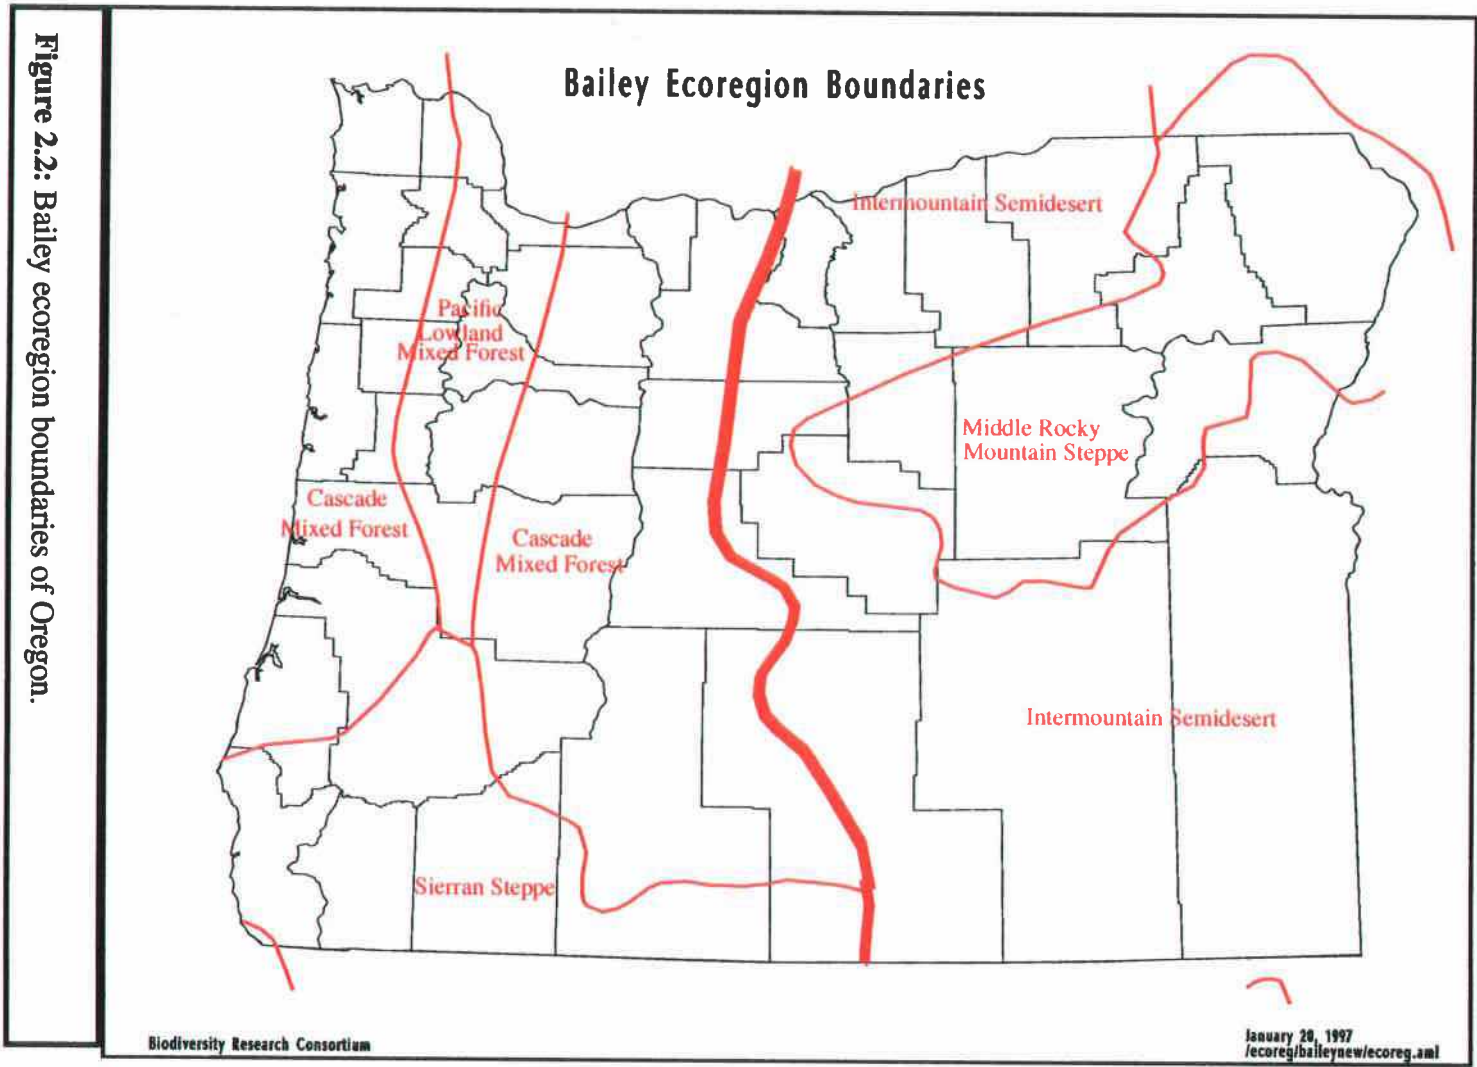 Figure 2.2: Bailey ecoregion boundaries of Oregon.
Bailey Ecoregion Boundaries
Intermountain Semidesert
Pacific
Lowland
Mixed Forest
Middle Rocky
Mountain Steppe
Cascade
Mixed Forest
Cascade
Mixed Forest
Intermountain Semidesert
Sierran Steppe
Biodiversity Research Consortium
January 20, 1997
/ecoreg/baileynew/ecoreg.aml